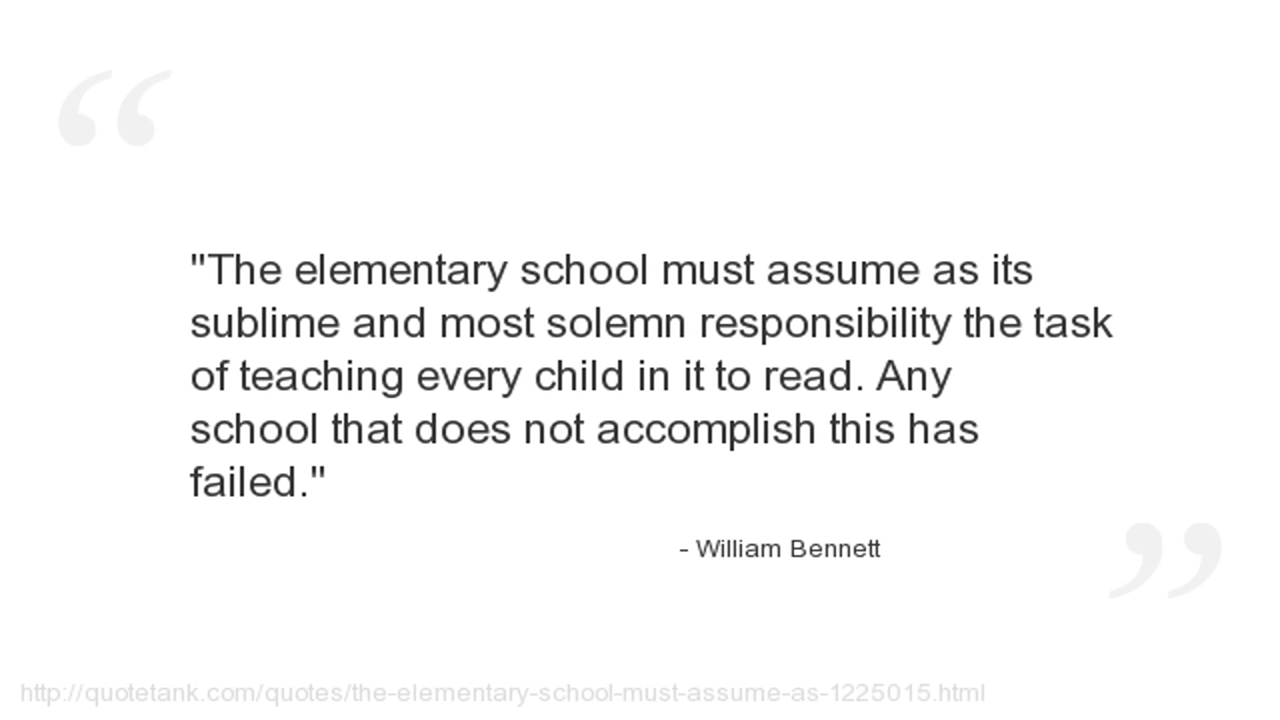 "The elementary school must assume as its
sublime and most solemn responsibility the task
of teaching every child in it to read. Any
school that does not accomplish this has
failed."
- William Bennett
http://quotetank.com/quotes/the-elementary-school-must-assume-as-1225015.html